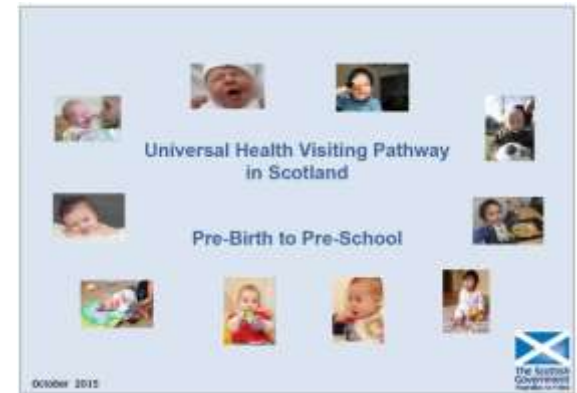 Universal Health Visiting Pathway
in Scotland
Pre-Birth to Pre-School
October 2015
The Scottish
Government